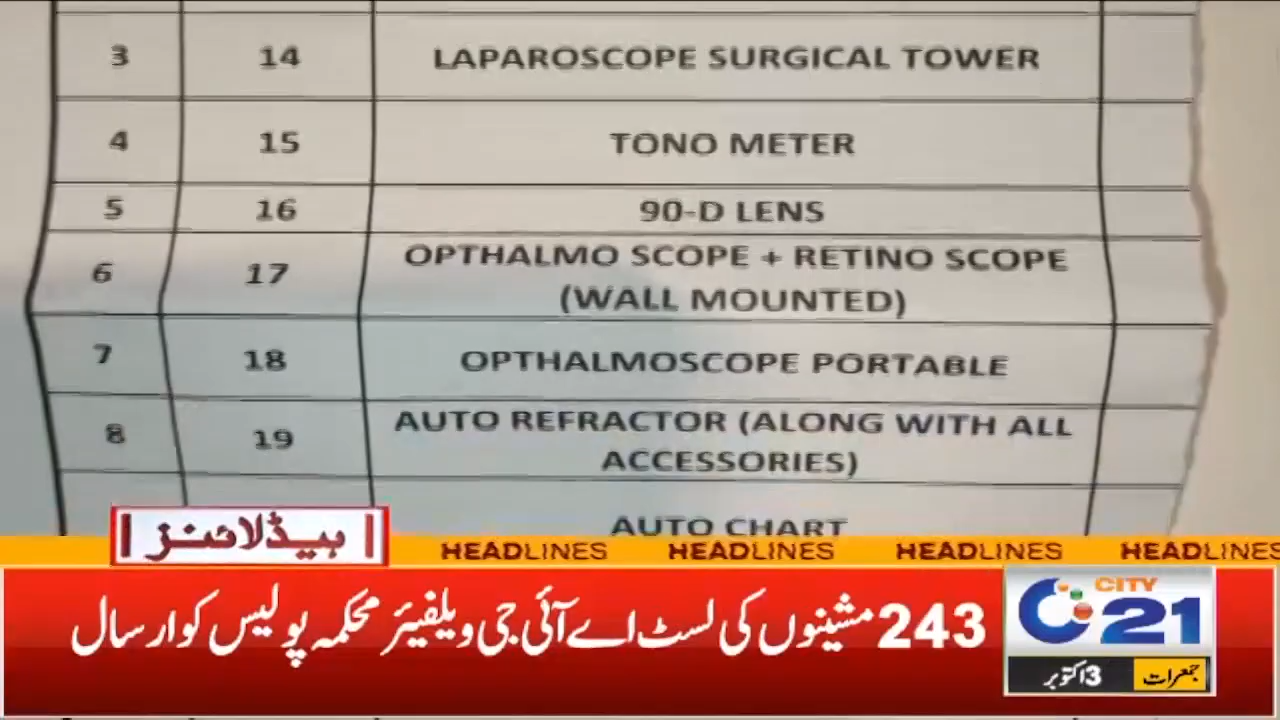 3 14 LAPAROSCOPE SURGICAL TOWER
4 15 TONO METER
5 16 90-D LENS
6 17 OPTHALMO SCOPE + RETINO SCOPE
(WALL MOUNTED)
7 18 OPTHALMOSCOPE PORTABLE
8 19 AUTO REFRACTOR (ALONG WITH ALL
ACCESSORIES)
AUTO CHART
ہیڈلائنز
HEADLINES HEADLINES HEADLINES HEADLINES
243 مشینوں کی لسٹ اے آئی جی ویلفیئر محکمہ پولیس کو ارسال
CITY
21
جمعرات 3 اکتوبر